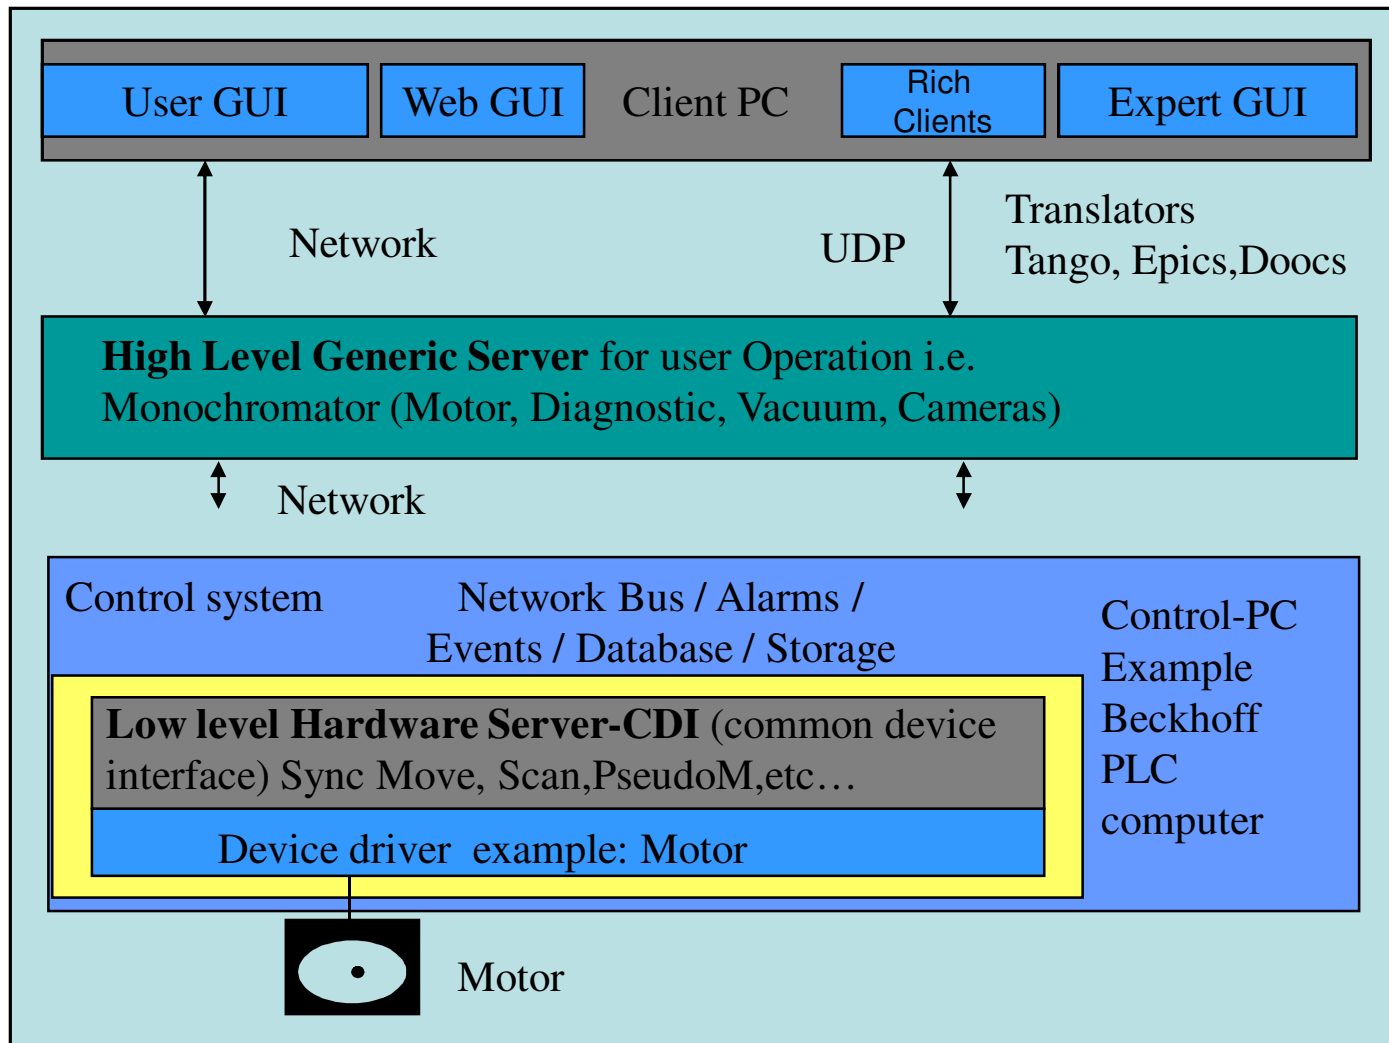 User GUI
Web GUI
Client PC
Rich
Clients
Expert GUI
Network
UDP
Translators
Tango, Epics,Doocs
High Level Generic Server for user Operation i.e.
Monochromator (Motor, Diagnostic, Vacuum, Cameras)
Network
Control system
Network Bus / Alarms /
Events / Database / Storage
Control-PC
Example
Beckhoff
PLC
computer
Low level Hardware Server-CDI (common device
interface) Sync Move, Scan,PseudoM,etc…
Device driver example: Motor
Motor